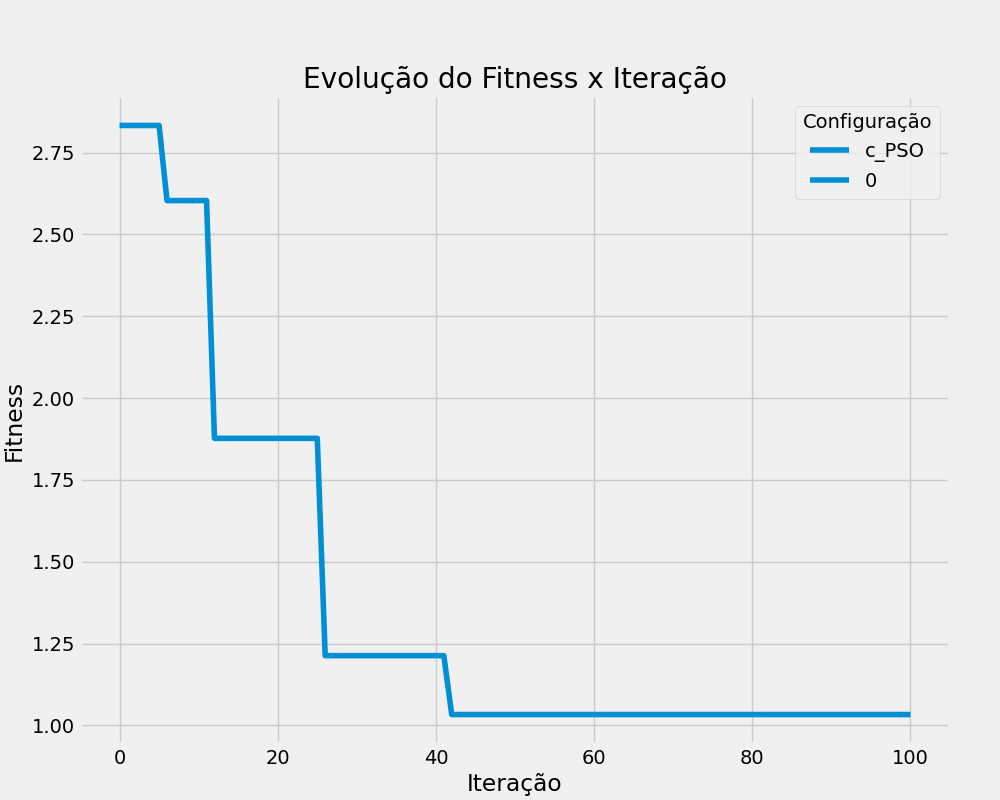 Evolução do Fitness x Iteração
Configuração
c_PSO
0
2.75
2.50
2.25
2.00
1.75
1.50
1.25
1.00
Fitness
0 20 40 60 80 100
Iteração